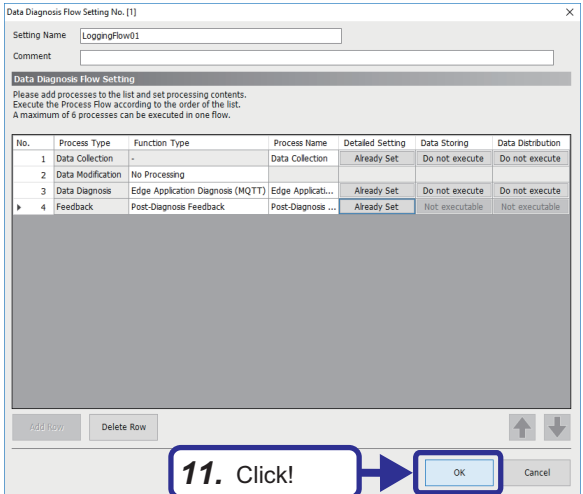 Data Diagnosis Flow Setting No. [1]
Setting Name LoggingFlow01
Comment
Data Diagnosis Flow Setting
Please add processes to the list and set processing contents.
Execute the Process Flow according to the order of the list.
A maximum of 6 processes can be executed in one flow.
No. Process Type Function Type Process Name Detailed Setting Data Storing Data Distribution
1 Data Collection - Data Collection Already Set Do not execute Do not execute
2 Data Modification No Processing
3 Data Diagnosis Edge Application Diagnosis (MQTT) Edge Applicati... Already Set Do not execute Do not execute
4 Feedback Post-Diagnosis Feedback Post-Diagnosis ... Already Set Not executable Not executable
Add Row Delete Row
11. Click! OK Cancel